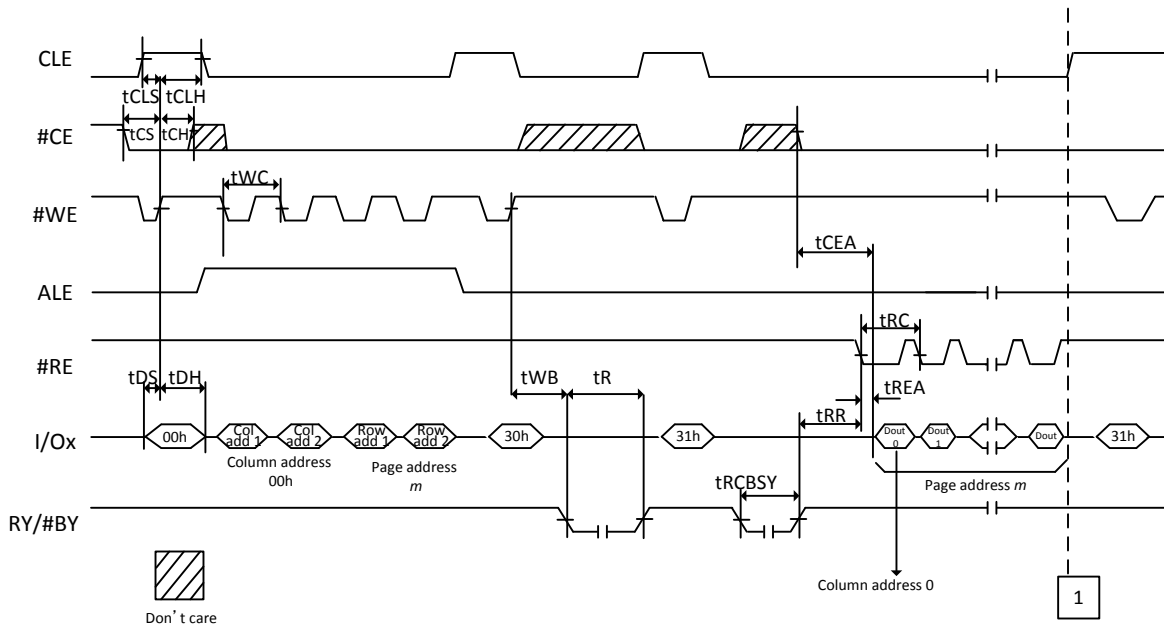 CLE
tCLS tCLH
#CE
tCS tCH
tWC
#WE
tCEA
ALE
tRC
#RE
tDS tDH
tWB tR
tREA
tRR
I/Ox
00h
Col add 1
Col add 2
Row add 1
Row add 2
30h
31h
Dout 0
Dout 1
Dout
31h
Column address 00h
Page address m
tRCBSY
Page address m
RY/#BY
Column address 0
1
Don't care